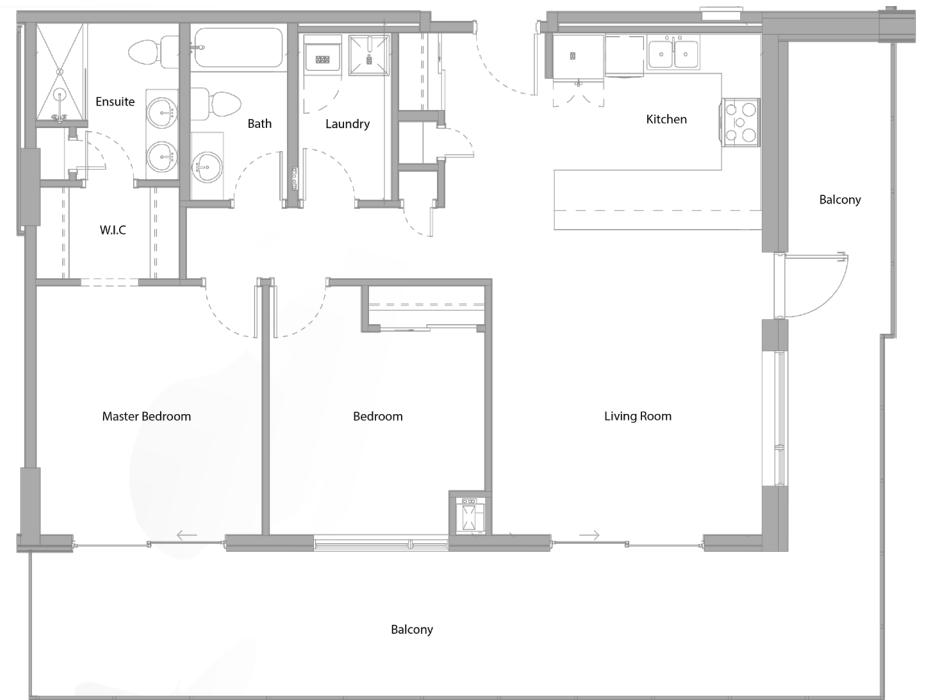 Ensuite
Bath
Laundry
Kitchen
Balcony
W.I.C
Master Bedroom
Bedroom
Living Room
Balcony